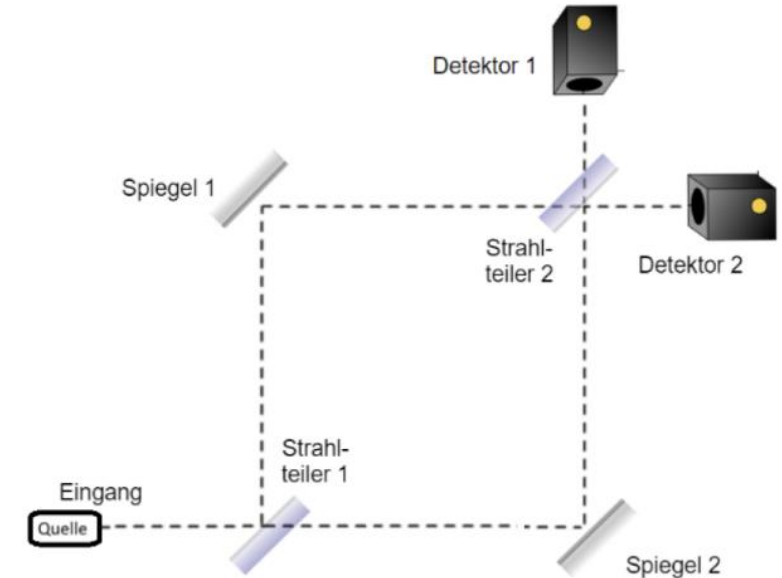 Detektor 1
Spiegel 1
Strahl-
teiler 2
Detektor 2
Strahl-
teiler 1
Eingang
Quelle
Spiegel 2